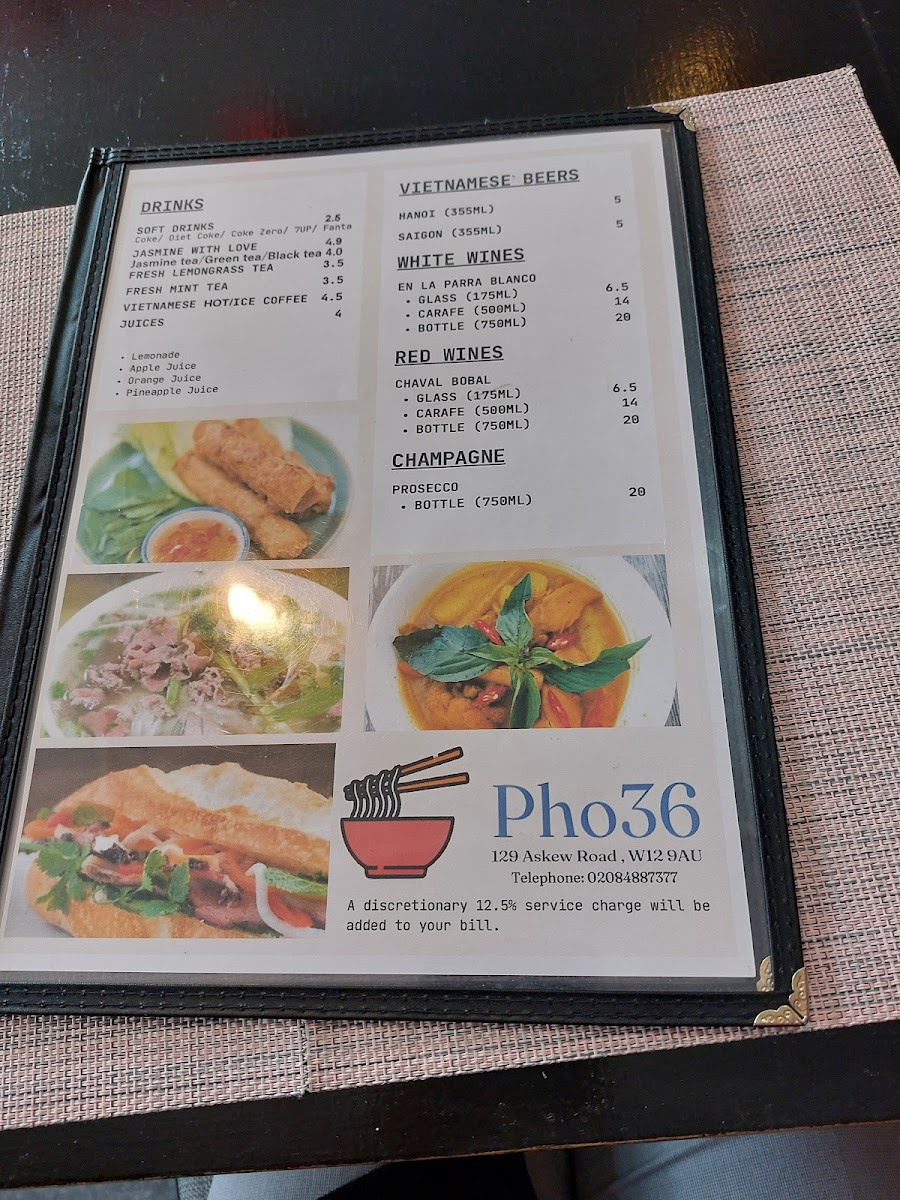 DRINKS
SOFT DRINKS 2.5
Coke/ Diet Coke/ Coke Zero/ 7UP/ Fanta
JASMINE WITH LOVE 4.9
Jasmine tea/Green tea/Black tea 4.0
FRESH LEMONGRASS TEA 3.5
FRESH MINT TEA 3.5
VIETNAMESE HOT/ICE COFFEE 4.5
JUICES 4
• Lemonade
• Apple Juice
• Orange Juice
• Pineapple Juice
VIETNAMESE BEERS
HANOI (355ML) 5
SAIGON (355ML) 5
WHITE WINES
EN LA PARRA BLANCO
• GLASS (175ML) 6.5
• CARAFE (500ML) 14
• BOTTLE (750ML) 20
RED WINES
CHAVAL BOBAL
• GLASS (175ML) 6.5
• CARAFE (500ML) 14
• BOTTLE (750ML) 20
CHAMPAGNE
PROSECCO
• BOTTLE (750ML) 20
Pho36
129 Askew Road , W12 9AU
Telephone: 02084887377
A discretionary 12.5% service charge will be
added to your bill.